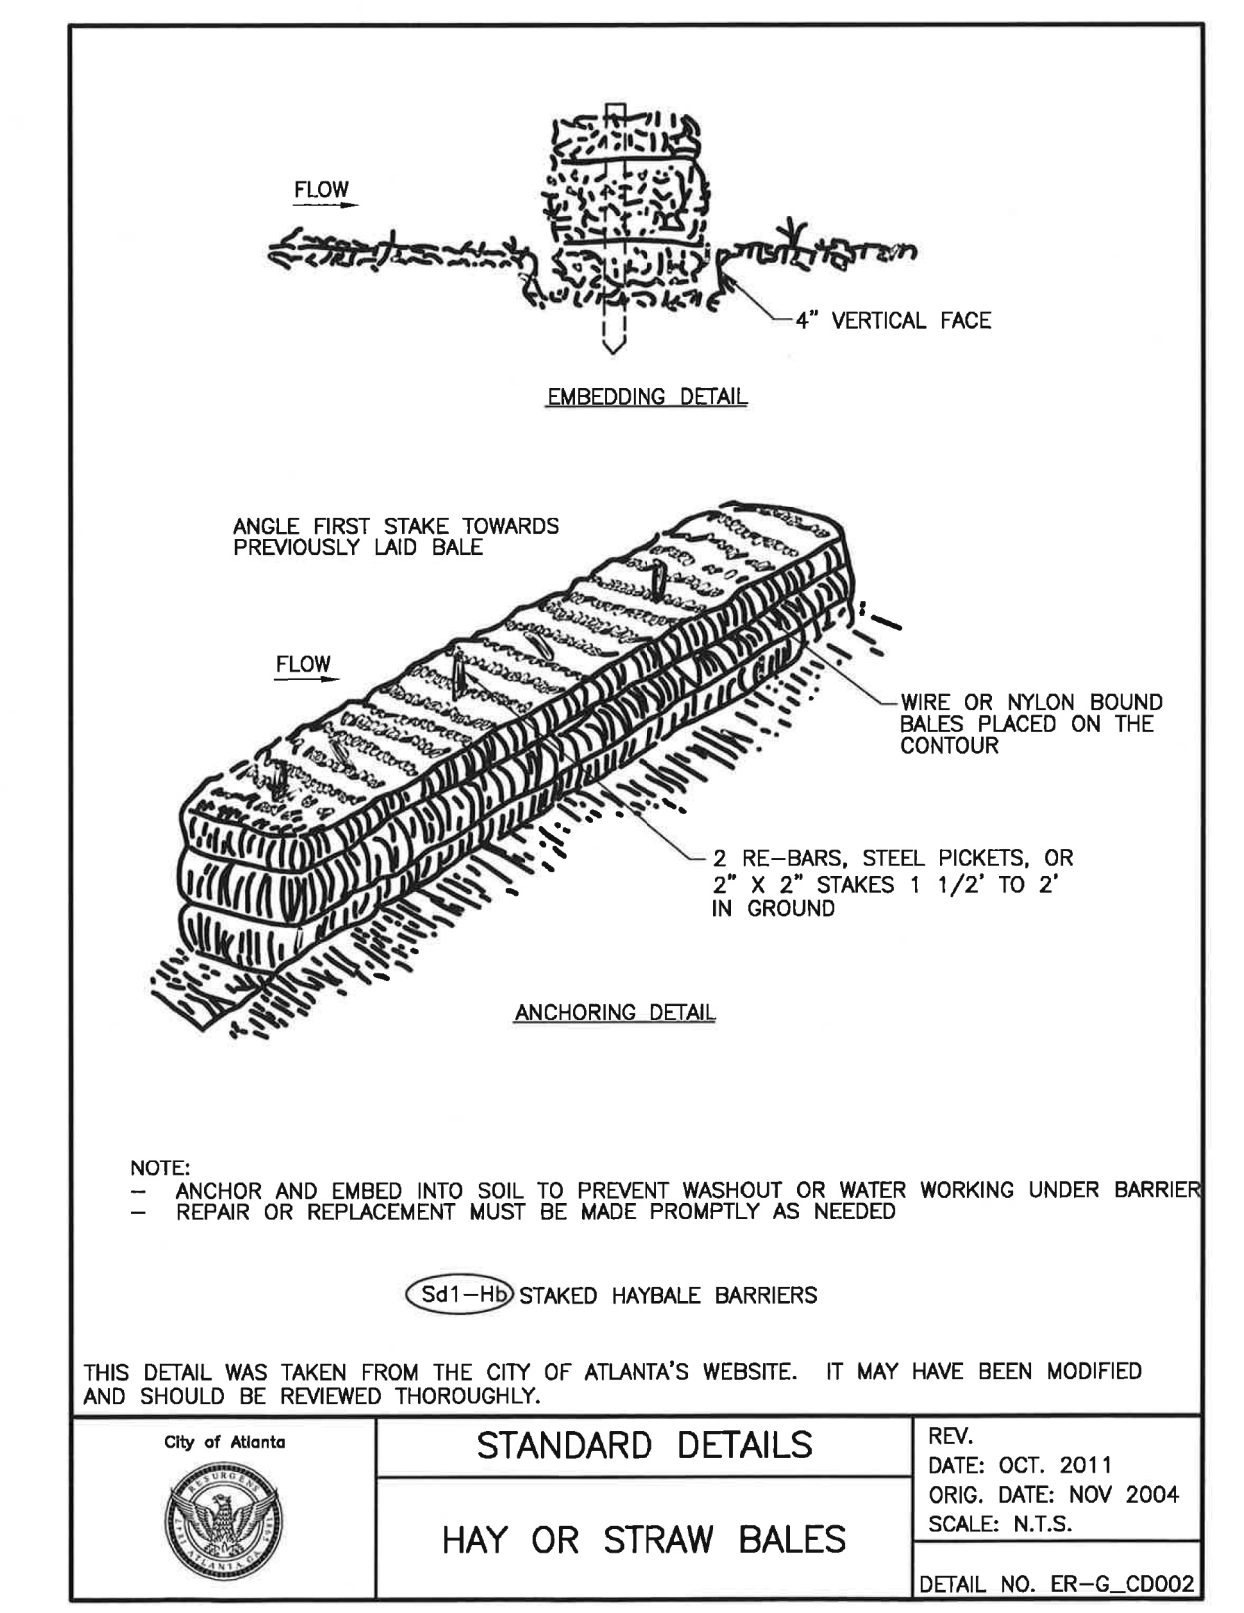 FLOW
4" VERTICAL FACE
EMBEDDING DETAIL
ANGLE FIRST STAKE TOWARDS
PREVIOUSLY LAID BALE
FLOW
WIRE OR NYLON BOUND
BALES PLACED ON THE
CONTOUR
2 RE-BARS, STEEL PICKETS, OR
2" X 2" STAKES 1 1/2' TO 2'
IN GROUND
ANCHORING DETAIL
NOTE:
- ANCHOR AND EMBED INTO SOIL TO PREVENT WASHOUT OR WATER WORKING UNDER BARRIER
- REPAIR OR REPLACEMENT MUST BE MADE PROMPTLY AS NEEDED
Sd1-Hb STAKED HAYBALE BARRIERS
THIS DETAIL WAS TAKEN FROM THE CITY OF ATLANTA'S WEBSITE. IT MAY HAVE BEEN MODIFIED
AND SHOULD BE REVIEWED THOROUGHLY.
City of Atlanta
RESURGENS
1847 ATLANTA, GA. 1865
STANDARD DETAILS
HAY OR STRAW BALES
REV.
DATE: OCT. 2011
ORIG. DATE: NOV 2004
SCALE: N.T.S.
DETAIL NO. ER-G_CD002